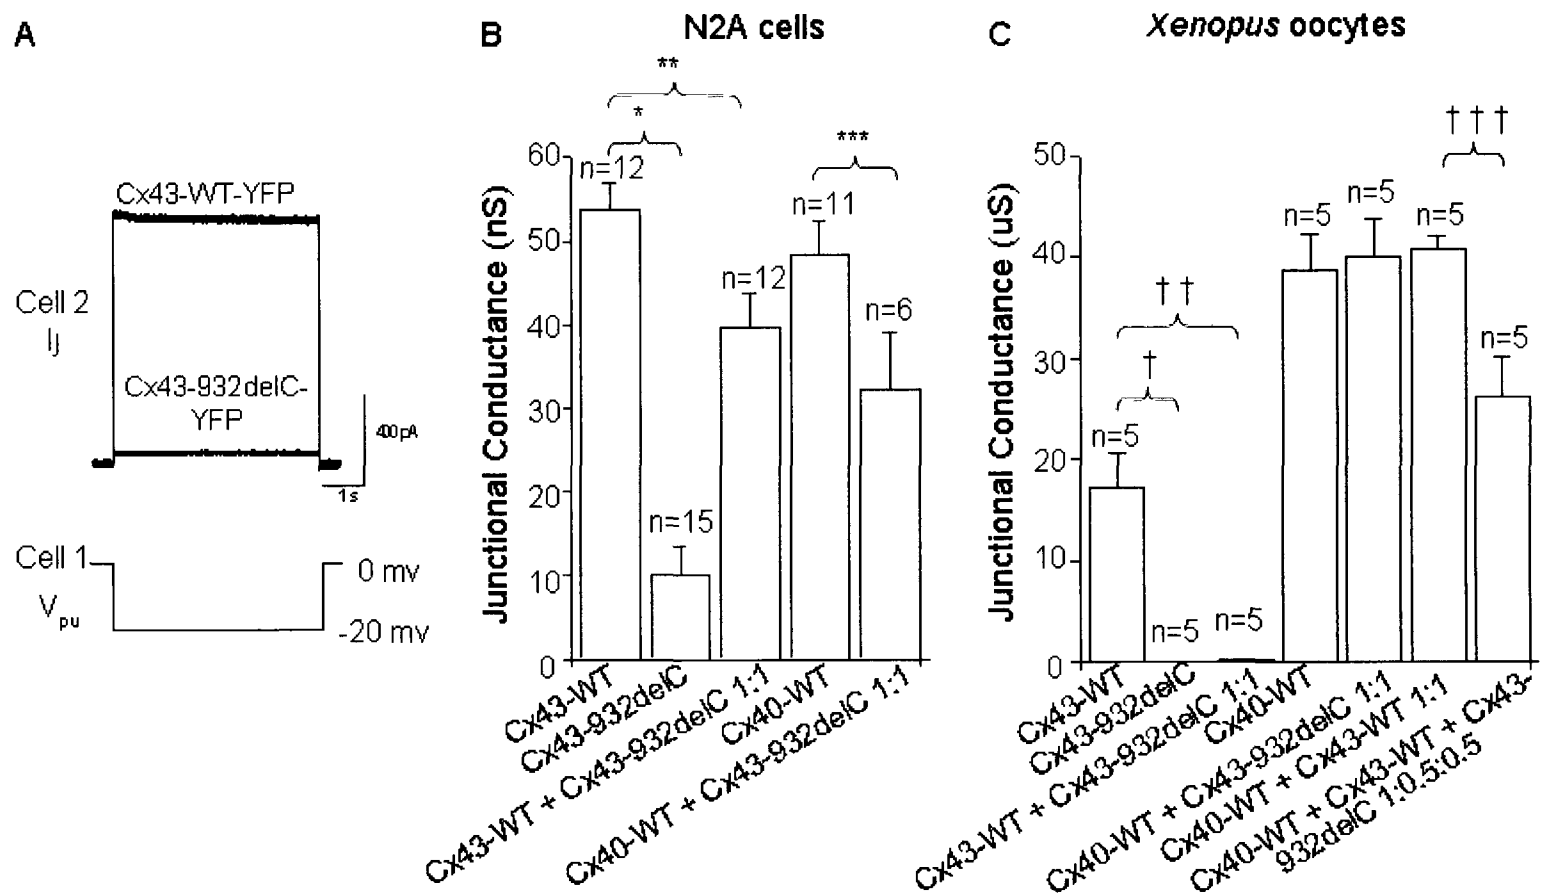 A
Cx43-WT-YFP
Cell 2
Ij
Cx43-932delC-
YFP
400pA
1s
Cell 1
0 mv
Vpu
-20 mv
B
N2A cells
**
*
***
Junctional Conductance (nS)
60
50
40
30
20
10
0
n=12
n=15
n=12
n=11
n=6
Cx43-WT
Cx43-932delC
Cx43-WT + Cx43-932delC 1:1
Cx40-WT
Cx40-WT + Cx43-932delC 1:1
C
Xenopus oocytes
† † †
† †
†
Junctional Conductance (uS)
50
40
30
20
10
0
n=5
n=5
n=5
n=5
n=5
n=5
n=5
Cx43-WT
Cx43-932delC
Cx43-WT + Cx43-932delC 1:1
Cx40-WT
Cx40-WT + Cx43-932delC 1:1
Cx40-WT + Cx43-WT 1:1
Cx40-WT + Cx43-WT + Cx43-
932delC 1:0.5:0.5